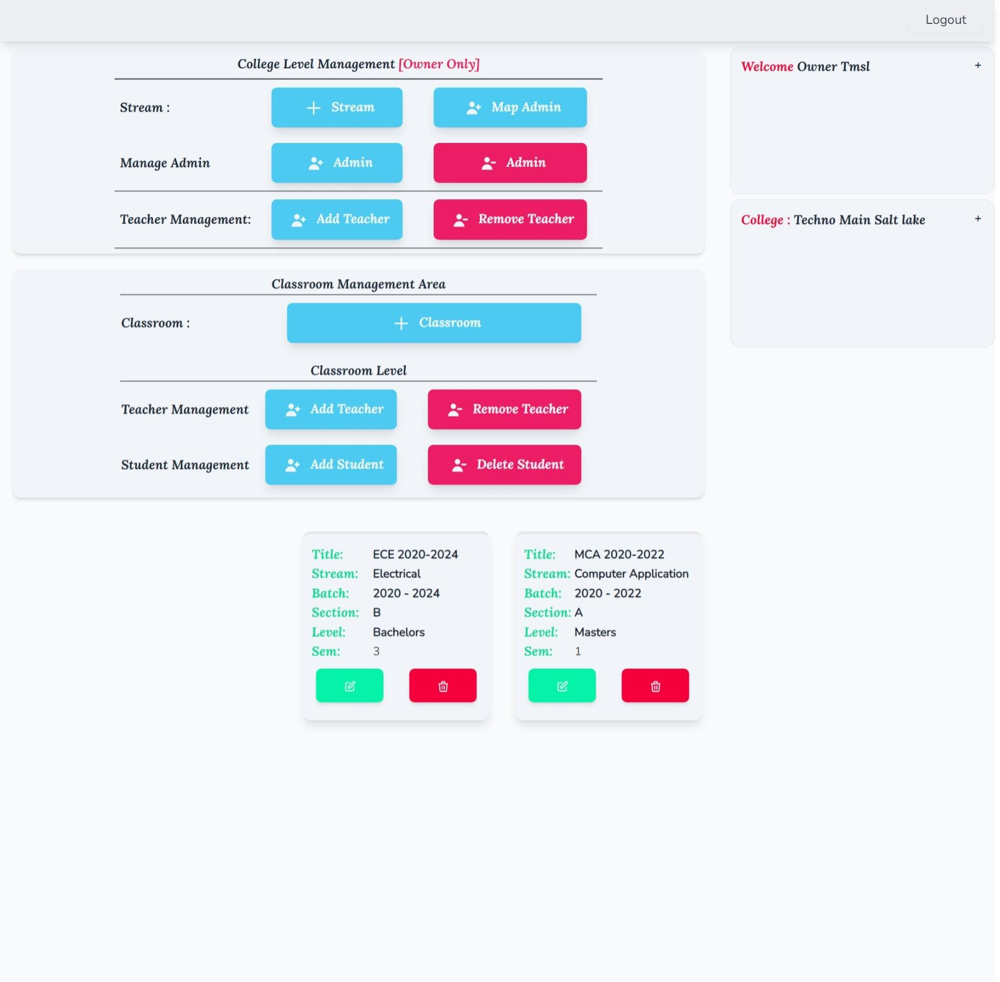 Logout
College Level Management [Owner Only]
Stream :
Stream
Map Admin
Manage Admin
Admin
Admin
Teacher Management:
Add Teacher
Remove Teacher
Welcome Owner Tmsl
+
College : Techno Main Salt lake
+
Classroom Management Area
Classroom :
Classroom
Classroom Level
Teacher Management
Add Teacher
Remove Teacher
Student Management
Add Student
Delete Student
Title: ECE 2020-2024
Stream: Electrical
Batch: 2020 - 2024
Section: B
Level: Bachelors
Sem: 3
Title: MCA 2020-2022
Stream: Computer Application
Batch: 2020 - 2022
Section: A
Level: Masters
Sem: 1